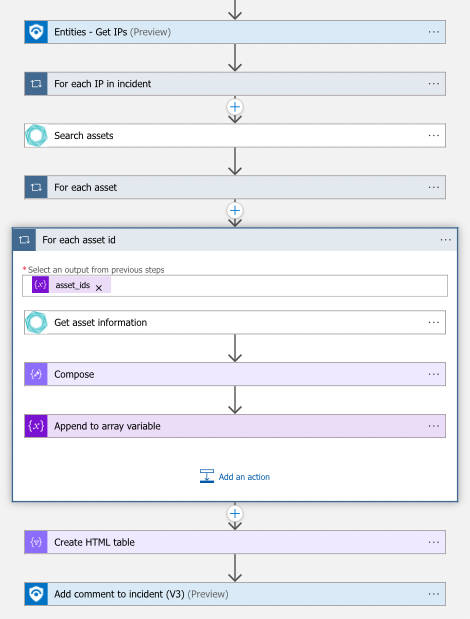 Entities - Get IPs (Preview)
For each IP in incident
Search assets
For each asset
For each asset id
* Select an output from previous steps
{x} asset_ids ×
Get asset information
Compose
{x} Append to array variable
Add an action
Create HTML table
Add comment to incident (V3) (Preview)